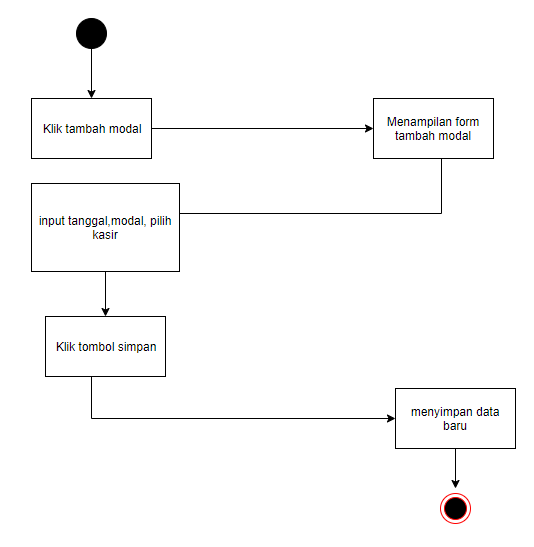 Klik tambah modal
Menampilan form
tambah modal
input tanggal,modal, pilih
kasir
Klik tombol simpan
menyimpan data
baru